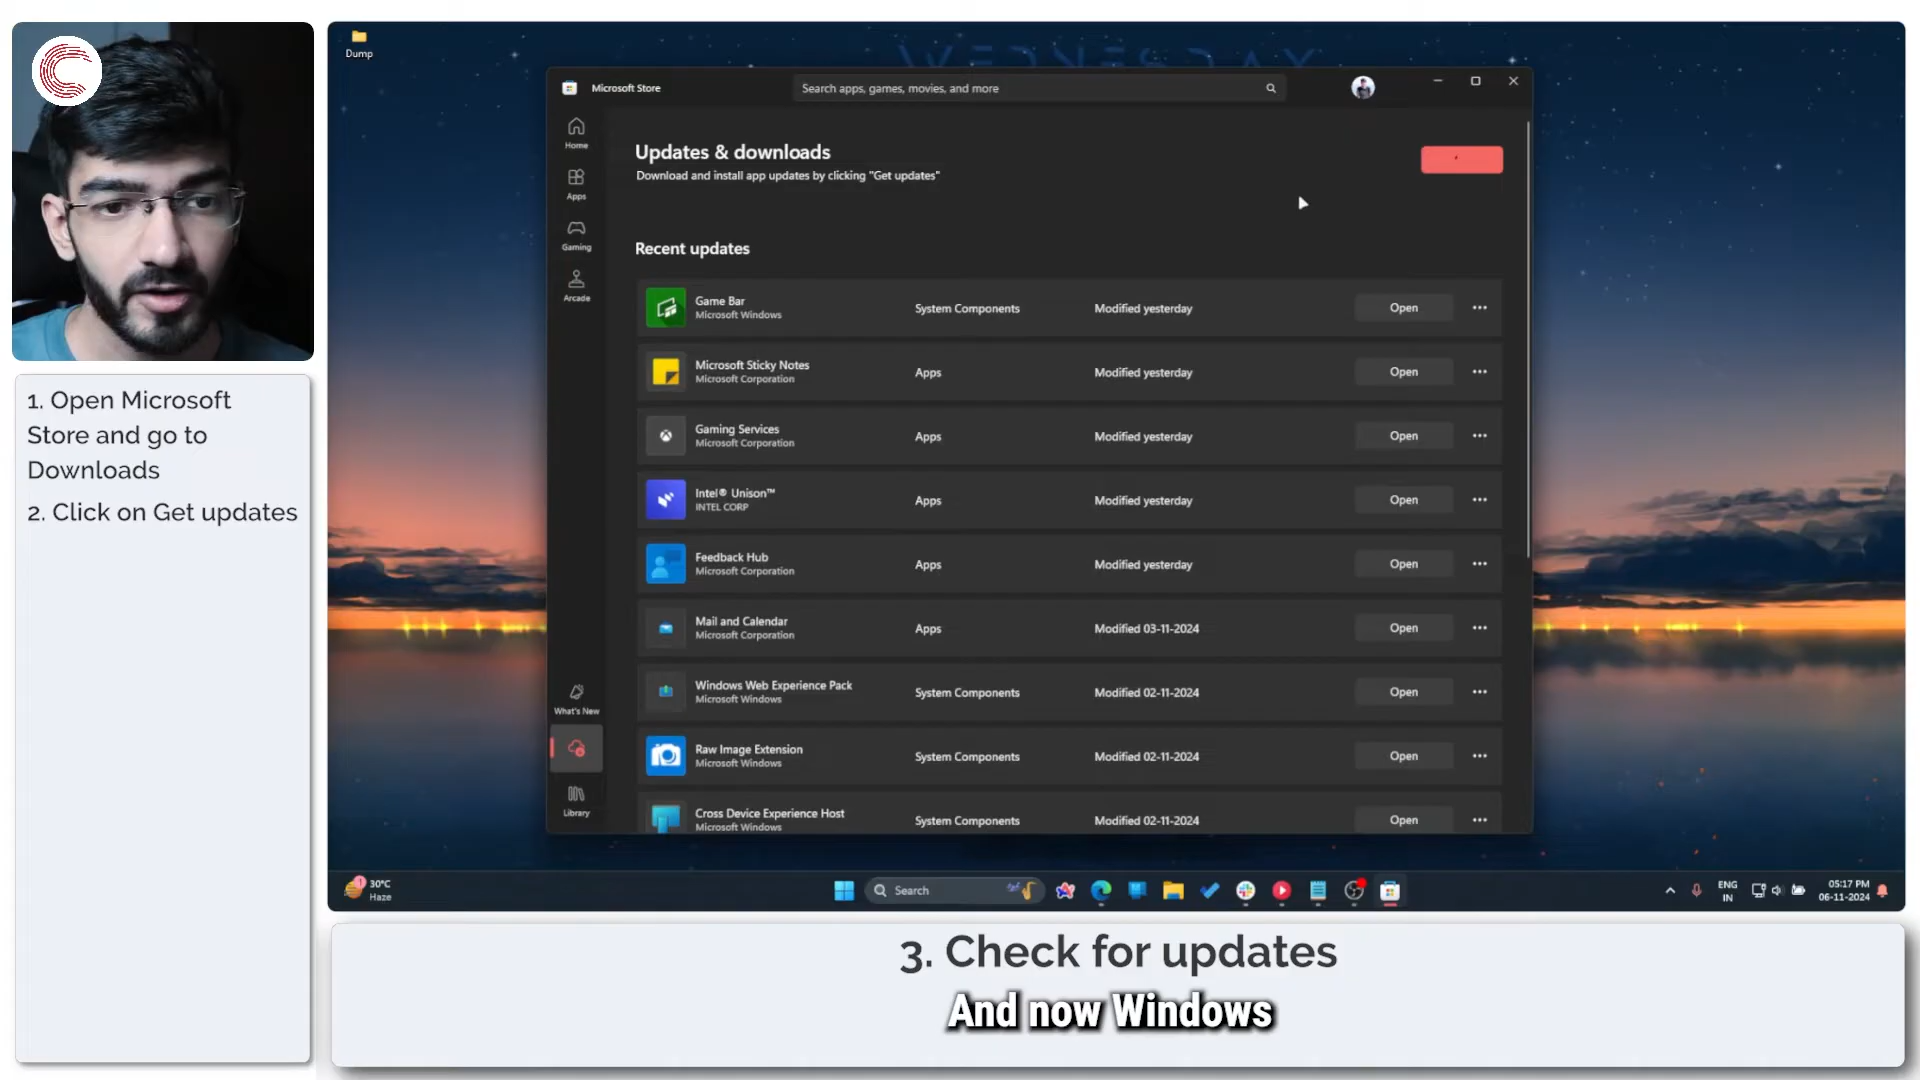 Dump
WEDNESDAY
Microsoft Store
Search apps, games, movies, and more
Home
Apps
Gaming
Arcade
What's New
Library
Updates & downloads
Download and install app updates by clicking "Get updates"
Recent updates
Game Bar
Microsoft Windows
System Components
Modified yesterday
Open
Microsoft Sticky Notes
Microsoft Corporation
Apps
Modified yesterday
Open
Gaming Services
Microsoft Corporation
Apps
Modified yesterday
Open
Intel® Unison™
INTEL CORP
Apps
Modified yesterday
Open
Feedback Hub
Microsoft Corporation
Apps
Modified yesterday
Open
Mail and Calendar
Microsoft Corporation
Apps
Modified 03-11-2024
Open
Windows Web Experience Pack
Microsoft Windows
System Components
Modified 02-11-2024
Open
Raw Image Extension
Microsoft Windows
System Components
Modified 02-11-2024
Open
Cross Device Experience Host
Microsoft Windows
System Components
Modified 02-11-2024
Open
1. Open Microsoft
Store and go to
Downloads
2. Click on Get updates
1
30°C
Haze
Search
ENG
IN
05:17 PM
06-11-2024
3. Check for updates
And now Windows